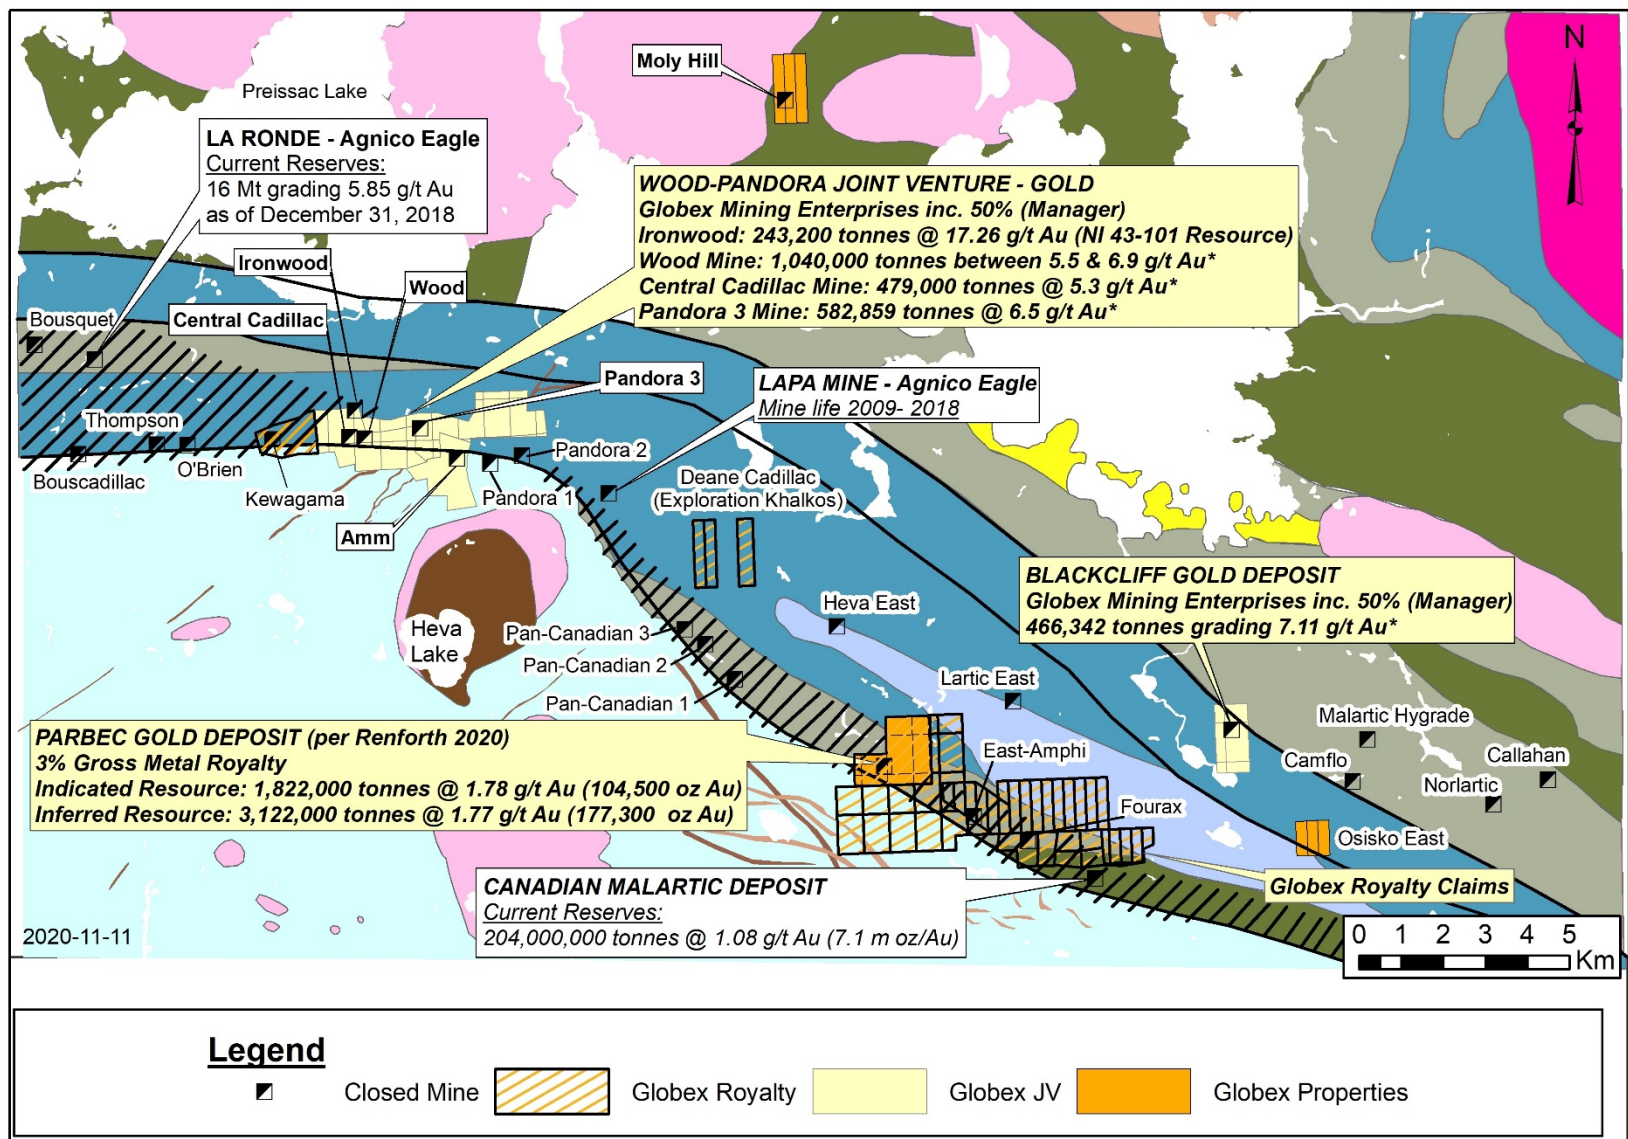 N
Moly Hill
Preissac Lake
LA RONDE - Agnico Eagle
Current Reserves:
16 Mt grading 5.85 g/t Au
as of December 31, 2018
WOOD-PANDORA JOINT VENTURE - GOLD
Globex Mining Enterprises inc. 50% (Manager)
Ironwood: 243,200 tonnes @ 17.26 g/t Au (NI 43-101 Resource)
Wood Mine: 1,040,000 tonnes between 5.5 & 6.9 g/t Au*
Central Cadillac Mine: 479,000 tonnes @ 5.3 g/t Au*
Pandora 3 Mine: 582,859 tonnes @ 6.5 g/t Au*
Ironwood
Wood
Bousquet
Central Cadillac
Pandora 3
LAPA MINE - Agnico Eagle
Mine life 2009- 2018
Thompson
O'Brien
Bouscadillac
Kewagama
Pandora 2
Pandora 1
Amm
Deane Cadillac
(Exploration Khalkos)
BLACKCLIFF GOLD DEPOSIT
Globex Mining Enterprises inc. 50% (Manager)
466,342 tonnes grading 7.11 g/t Au*
Heva East
Heva
Lake
Pan-Canadian 3
Pan-Canadian 2
Pan-Canadian 1
Lartic East
Malartic Hygrade
East-Amphi
Camflo
Callahan
Norlartic
PARBEC GOLD DEPOSIT (per Renforth 2020)
3% Gross Metal Royalty
Indicated Resource: 1,822,000 tonnes @ 1.78 g/t Au (104,500 oz Au)
Inferred Resource: 3,122,000 tonnes @ 1.77 g/t Au (177,300 oz Au)
Fourax
Osisko East
CANADIAN MALARTIC DEPOSIT
Current Reserves:
204,000,000 tonnes @ 1.08 g/t Au (7.1 m oz/Au)
Globex Royalty Claims
2020-11-11
0 1 2 3 4 5
Km
Legend
Closed Mine
Globex Royalty
Globex JV
Globex Properties